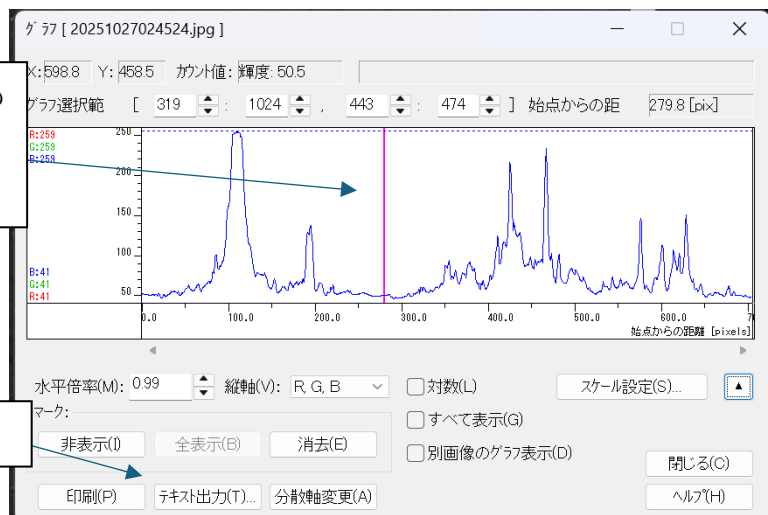 ｸﾞﾗﾌ [ 20251027024524.jpg ]
X: 598.8 Y: 458.5 ｶｳﾝﾄ値: 輝度: 50.5
の
グラフ選択範 [ 319 : 1024 , 443 : 474 ] 始点からの距 279.8 [pix]
R:259
G:259
B:259
250
200
150
100
50
B:41
G:41
R:41
0.0 100.0 200.0 300.0 400.0 500.0 600.0 7
始点からの距離 [pixels]
水平倍率(M): 0.99 縦軸(V): R, G, B 対数(L) スケール設定(S)...
マーク: すべて表示(G)
非表示(I) 全表示(B) 消去(E) 別画像のグラフ表示(D) 閉じる(C)
印刷(P) テキスト出力(T)... 分散軸変更(A) ヘルプ(H)